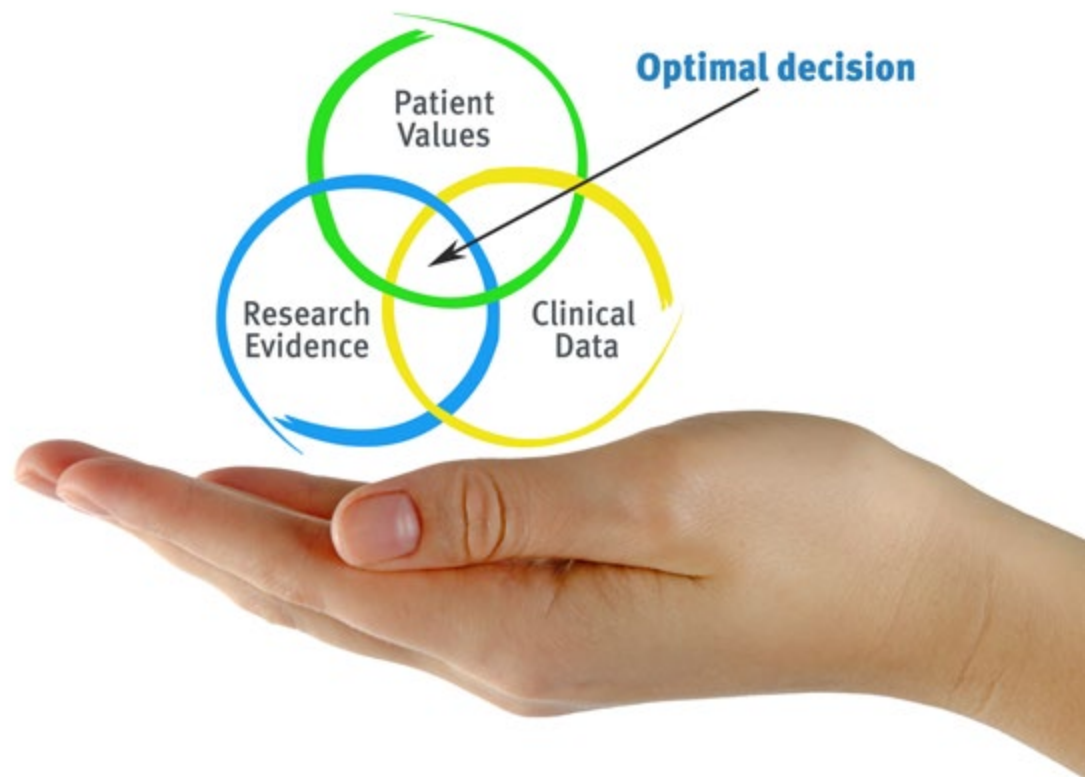 Optimal decision
Patient
Values
Research
Evidence
Clinical
Data